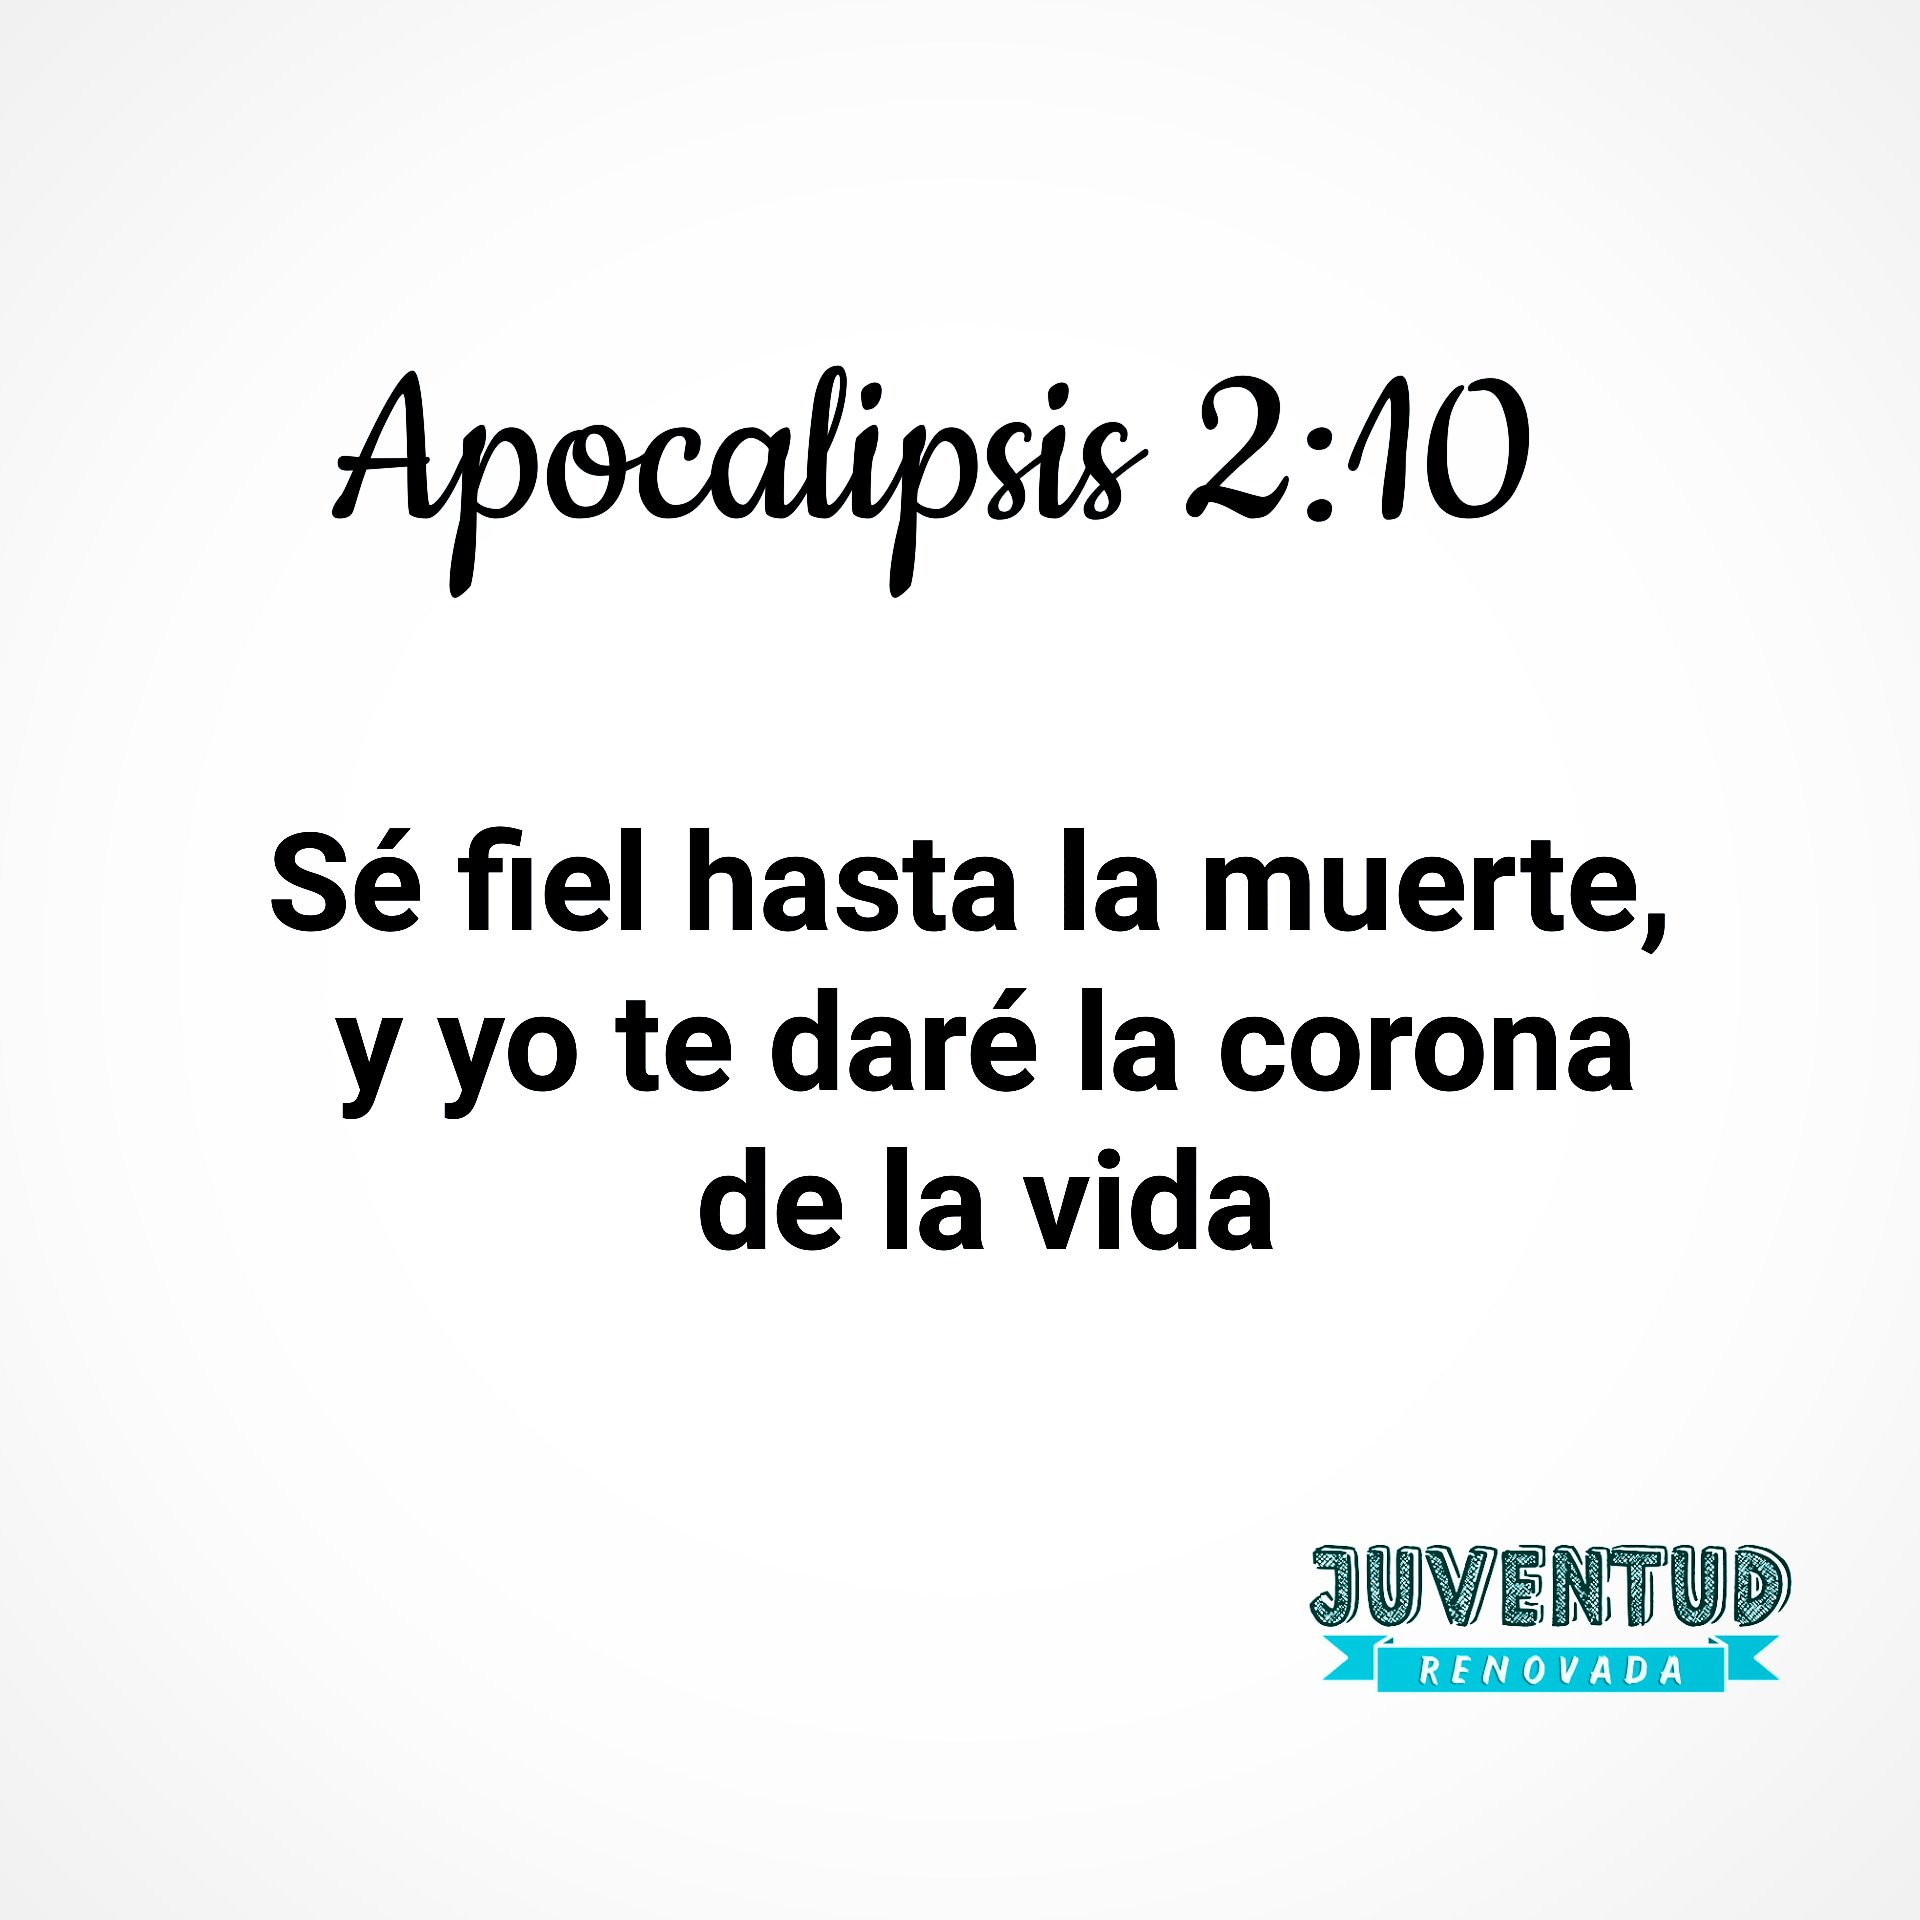 Apocalipsis 2:10
Sé fiel hasta la muerte,
y yo te daré la corona
de la vida
JUVENTUD
RENOVADA